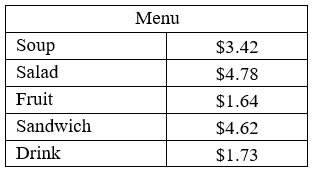 Menu
Soup $3.42
Salad $4.78
Fruit $1.64
Sandwich $4.62
Drink $1.73